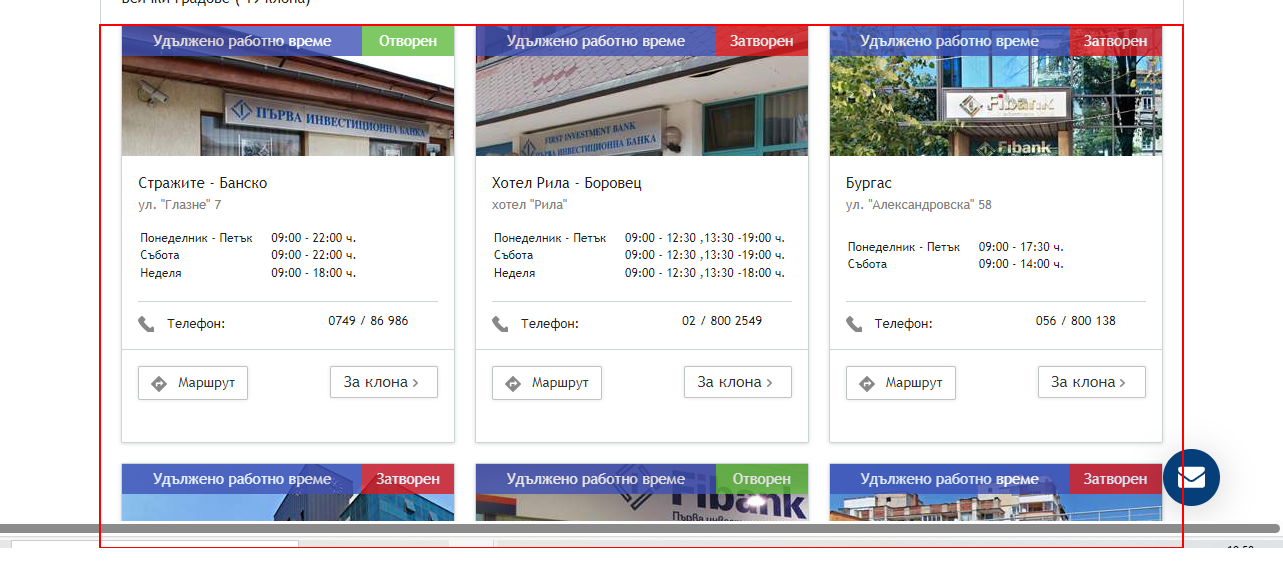 Всички градове ( 19 клона)
Удължено работно време Отворен
ПЪРВА ИНВЕСТИЦИОННА БАНКА
Стражите - Банско
ул. "Глазне" 7
Понеделник - Петък 09:00 - 22:00 ч.
Събота 09:00 - 22:00 ч.
Неделя 09:00 - 18:00 ч.
Телефон: 0749 / 86 986
Маршрут За клона >
Удължено работно време Затворен
FIRST INVESTMENT BANK
ПЪРВА ИНВЕСТИЦИОННА БАНКА
Хотел Рила - Боровец
хотел "Рила"
Понеделник - Петък 09:00 - 12:30 ,13:30 -19:00 ч.
Събота 09:00 - 12:30 ,13:30 -19:00 ч.
Неделя 09:00 - 12:30 ,13:30 -18:00 ч.
Телефон: 02 / 800 2549
Маршрут За клона >
Удължено работно време Затворен
Fibank
Fibank
Бургас
ул. "Александровска" 58
Понеделник - Петък 09:00 - 17:30 ч.
Събота 09:00 - 14:00 ч.
Телефон: 056 / 800 138
Маршрут За клона >
Удължено работно време Затворен
Удължено работно време Отворен
Fibank
Първа
Удължено работно време Затворен